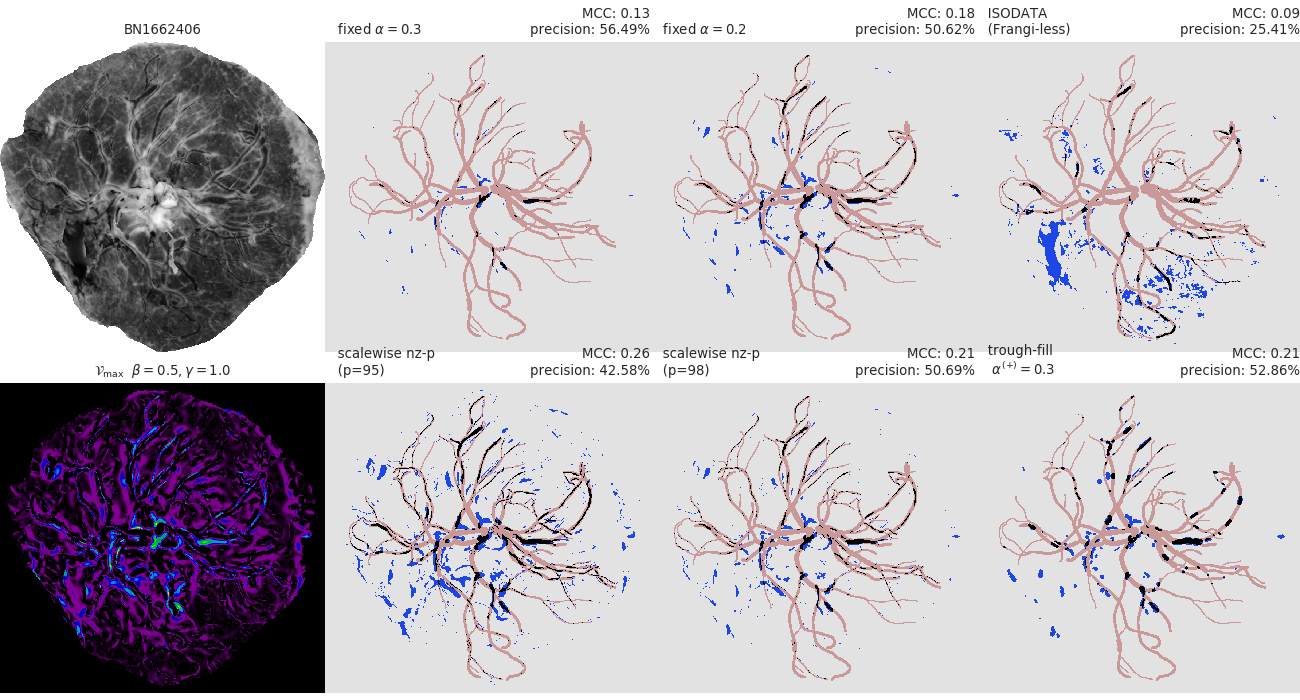 BN1662406
fixed α = 0.3
MCC: 0.13
precision: 56.49%
fixed α = 0.2
MCC: 0.18
precision: 50.62%
ISODATA
(Frangi-less)
MCC: 0.09
precision: 25.41%
𝒱max β = 0.5, γ = 1.0
scalewise nz-p
(p=95)
MCC: 0.26
precision: 42.58%
scalewise nz-p
(p=98)
MCC: 0.21
precision: 50.69%
trough-fill
α(+) = 0.3
MCC: 0.21
precision: 52.86%